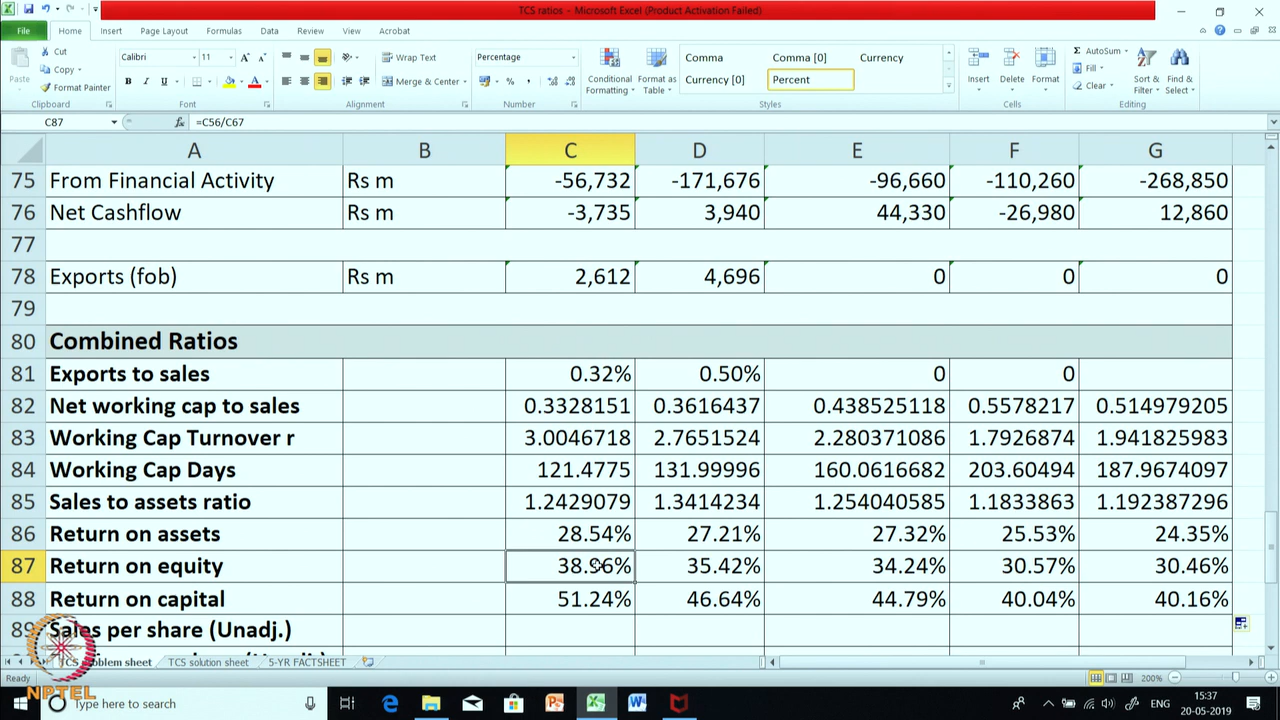 TCS ratios - Microsoft Excel (Product Activation Failed)
File Home Insert Page Layout Formulas Data Review View Acrobat
Paste Cut Copy Format Painter Clipboard
Calibri 11 B I U A A A Font
Wrap Text Merge & Center Alignment
Percentage % Number
Conditional Formatting Format as Table Comma Comma [0] Currency Currency [0] Percent Styles
Insert Delete Format Cells
AutoSum Fill Clear Sort & Filter Find & Select Editing
C87 fx =C56/C67
A B C D E F G
75 From Financial Activity Rs m -56,732 -171,676 -96,660 -110,260 -268,850
76 Net Cashflow Rs m -3,735 3,940 44,330 -26,980 12,860
77
78 Exports (fob) Rs m 2,612 4,696 0 0 0
79
80 Combined Ratios
81 Exports to sales 0.32% 0.50% 0 0
82 Net working cap to sales 0.3328151 0.3616437 0.438525118 0.5578217 0.514979205
83 Working Cap Turnover r 3.0046718 2.7651524 2.280371086 1.7926874 1.941825983
84 Working Cap Days 121.4775 131.99996 160.0616682 203.60494 187.9674097
85 Sales to assets ratio 1.2429079 1.3414234 1.254040585 1.1833863 1.192387296
86 Return on assets 28.54% 27.21% 27.32% 25.53% 24.35%
87 Return on equity 38.96% 35.42% 34.24% 30.57% 30.46%
88 Return on capital 51.24% 46.64% 44.79% 40.04% 40.16%
89 Sales per share (Unadj.)
TCS problem sheet TCS solution sheet 5-YR FACTSHEET
Ready 200%
NPTEL
Type here to search
ENG 15:37
20-05-2019